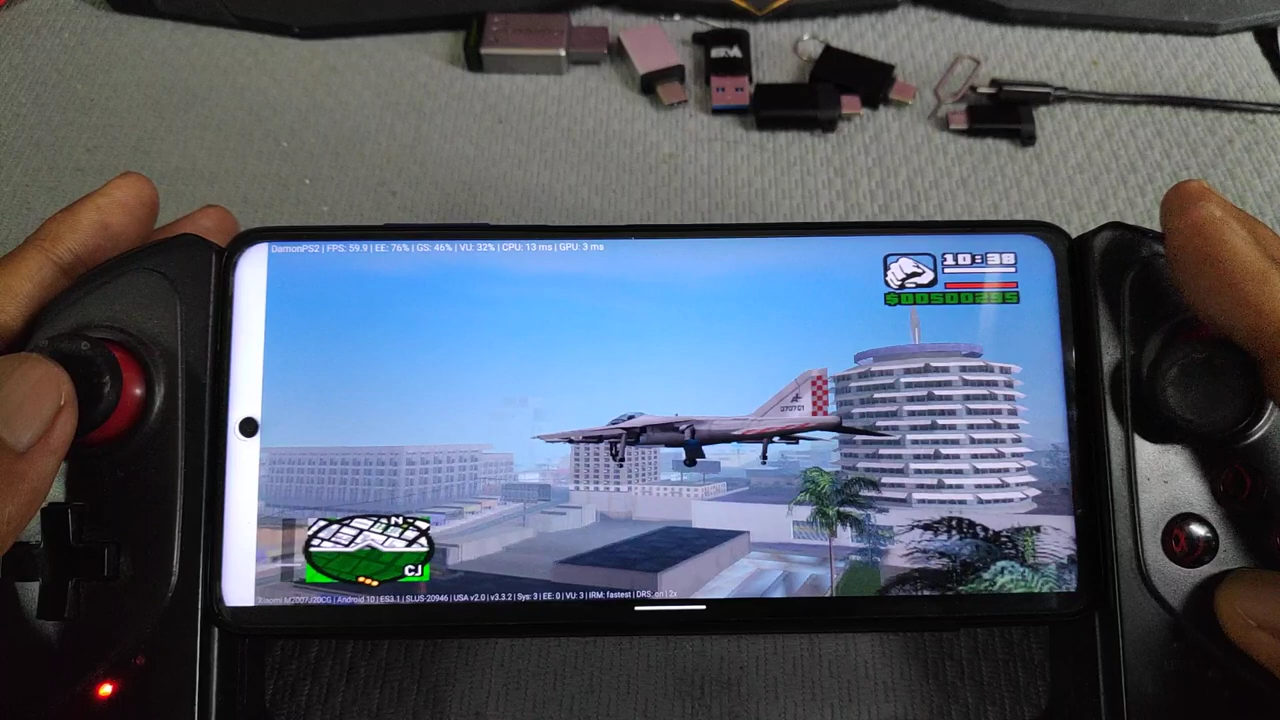 DamonPS2 | FPS: 59.9 | EE: 76% | GS: 46% | VU: 32% | CPU: 13 ms | GPU: 3 ms
10:38
$00500295
070701
N
CJ
Xiaomi M2007J20CG | Android 10 | ES3.1 | SLUS-20946 | USA v2.0 | v3.3.2 | Sys: 3 | EE: 0 | VU: 3 | IRM: fastest | DRS: on | 2x